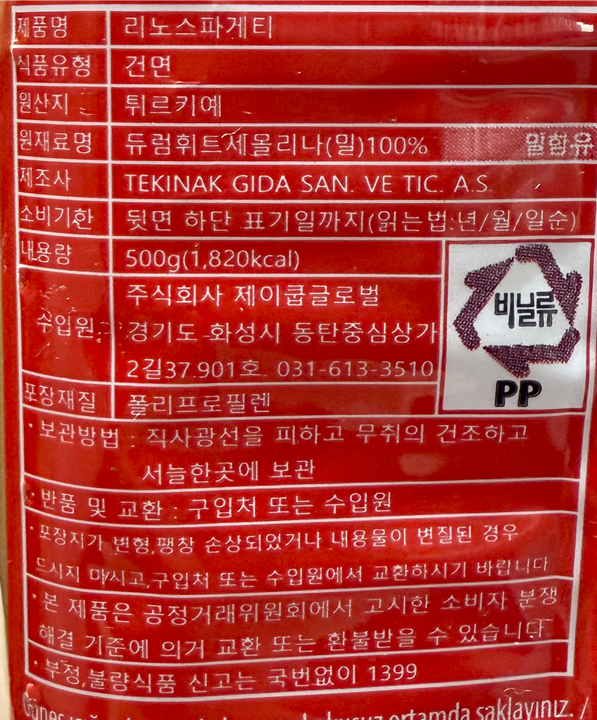 제품명 리노스파게티
식품유형 건면
원산지 튀르키예
원재료명 듀럼휘트세몰리나(밀)100% 밀함유
제조사 TEKINAK GIDA SAN. VE TIC. A.S.
소비기한 뒷면 하단 표기일까지(읽는법:년/월/일순)
내용량 500g(1,820kcal)
수입원 주식회사 제이쿱글로벌
경기도 화성시 동탄중심상가
2길37.901호. 031-613-3510
비닐류
PP
포장재질 폴리프로필렌
· 보관방법 : 직사광선을 피하고 무취의 건조하고
서늘한곳에 보관
· 반품 및 교환 : 구입처 또는 수입원
· 포장지가 변형,팽창 손상되었거나 내용물이 변질된 경우
드시지 마시고,구입처 또는 수입원에서 교환하시기 바랍니다
· 본 제품은 공정거래위원회에서 고시한 소비자 분쟁
해결 기준에 의거 교환 또는 환불받을 수 있습니다
· 부정,불량식품 신고는 국번없이 1399
ortamda saklayınız. /